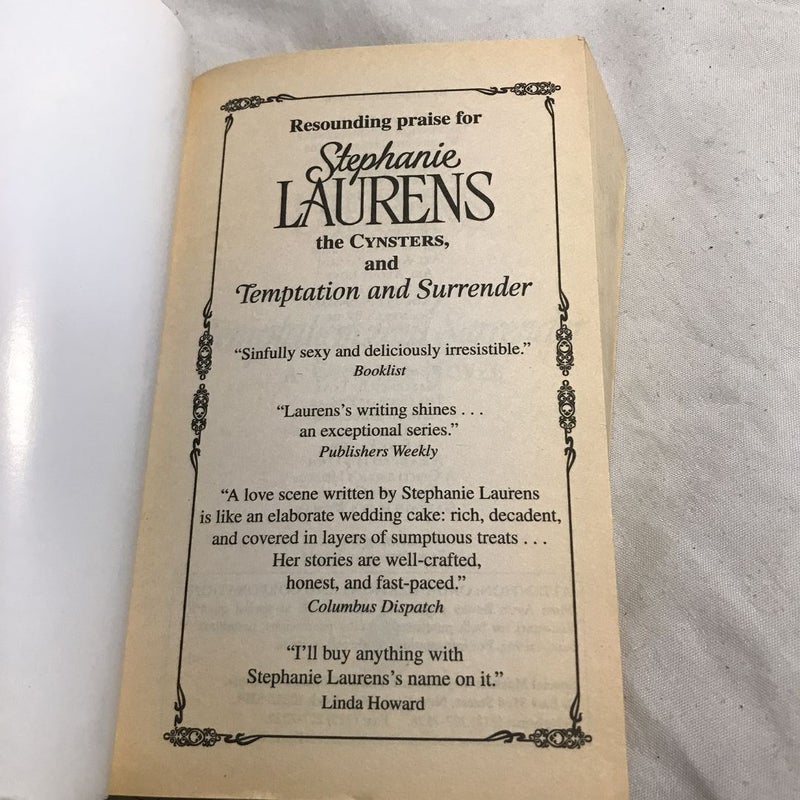 Resounding praise for
Stephanie
LAURENS
the CYNSTERS,
and
Temptation and Surrender
“Sinfully sexy and deliciously irresistible.”
Booklist
“Laurens’s writing shines . . .
an exceptional series.”
Publishers Weekly
“A love scene written by Stephanie Laurens
is like an elaborate wedding cake: rich, decadent,
and covered in layers of sumptuous treats . . .
Her stories are well-crafted,
honest, and fast-paced.”
Columbus Dispatch
“I’ll buy anything with
Stephanie Laurens’s name on it.”
Linda Howard